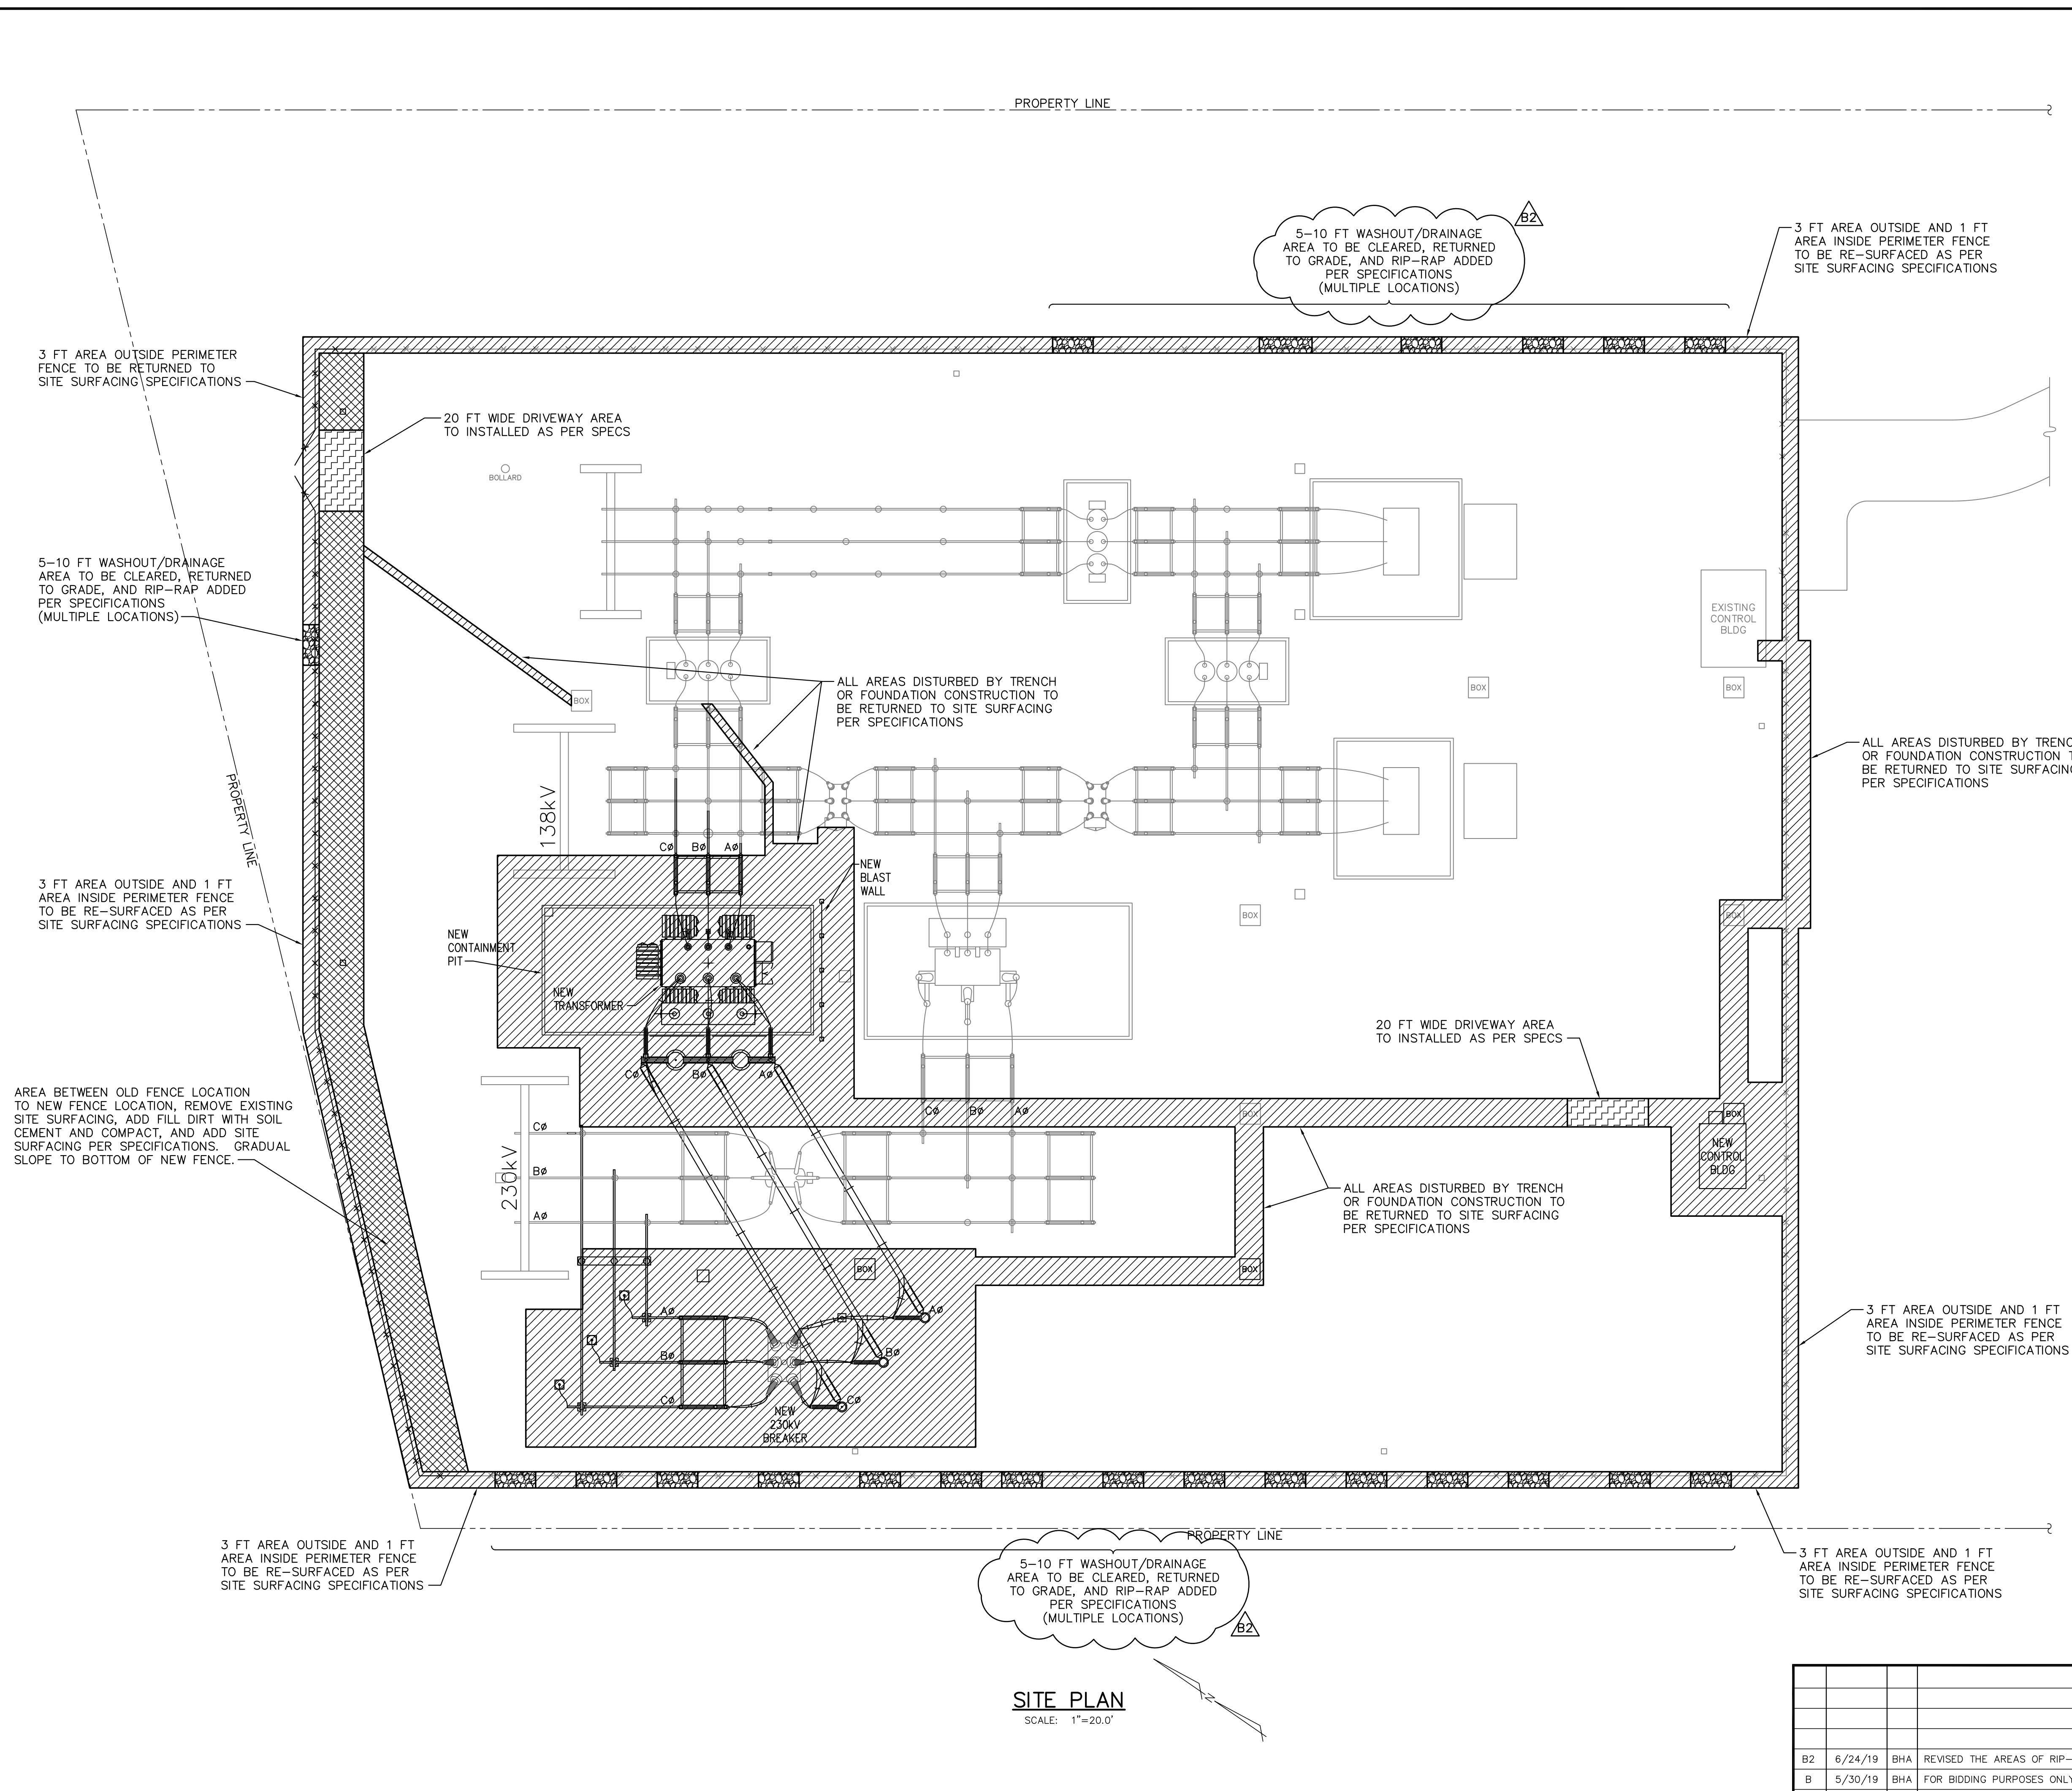 PROPERTY LINE
B2
5-10 FT WASHOUT/DRAINAGE
AREA TO BE CLEARED, RETURNED
TO GRADE, AND RIP-RAP ADDED
PER SPECIFICATIONS
(MULTIPLE LOCATIONS)
3 FT AREA OUTSIDE AND 1 FT
AREA INSIDE PERIMETER FENCE
TO BE RE-SURFACED AS PER
SITE SURFACING SPECIFICATIONS
3 FT AREA OUTSIDE PERIMETER
FENCE TO BE RETURNED TO
SITE SURFACING SPECIFICATIONS
20 FT WIDE DRIVEWAY AREA
TO INSTALLED AS PER SPECS
BOLLARD
5-10 FT WASHOUT/DRAINAGE
AREA TO BE CLEARED, RETURNED
TO GRADE, AND RIP-RAP ADDED
PER SPECIFICATIONS
(MULTIPLE LOCATIONS)
EXISTING
CONTROL
BLDG
BOX
BOX
BOX
ALL AREAS DISTURBED BY TRENCH
OR FOUNDATION CONSTRUCTION TO
BE RETURNED TO SITE SURFACING
PER SPECIFICATIONS
ALL AREAS DISTURBED BY TRENC
OR FOUNDATION CONSTRUCTION
BE RETURNED TO SITE SURFACING
PER SPECIFICATIONS
PROPERTY LINE
138kV
CØ BØ AØ
NEW
BLAST
WALL
3 FT AREA OUTSIDE AND 1 FT
AREA INSIDE PERIMETER FENCE
TO BE RE-SURFACED AS PER
SITE SURFACING SPECIFICATIONS
BOX
BOX
NEW
CONTAINMENT
PIT
NEW
TRANSFORMER
20 FT WIDE DRIVEWAY AREA
TO INSTALLED AS PER SPECS
CØ BØ AØ
AREA BETWEEN OLD FENCE LOCATION
TO NEW FENCE LOCATION, REMOVE EXISTING
SITE SURFACING, ADD FILL DIRT WITH SOIL
CEMENT AND COMPACT, AND ADD SITE
SURFACING PER SPECIFICATIONS. GRADUAL
SLOPE TO BOTTOM OF NEW FENCE.
CØ BØ AØ
BOX
BOX
NEW
CONTROL
BLDG
230kV
CØ
BØ
AØ
ALL AREAS DISTURBED BY TRENCH
OR FOUNDATION CONSTRUCTION TO
BE RETURNED TO SITE SURFACING
PER SPECIFICATIONS
BOX
BOX
AØ
AØ
BØ
BØ
CØ
CØ
NEW
230kV
BREAKER
3 FT AREA OUTSIDE AND 1 FT
AREA INSIDE PERIMETER FENCE
TO BE RE-SURFACED AS PER
SITE SURFACING SPECIFICATIONS
PROPERTY LINE
3 FT AREA OUTSIDE AND 1 FT
AREA INSIDE PERIMETER FENCE
TO BE RE-SURFACED AS PER
SITE SURFACING SPECIFICATIONS
5-10 FT WASHOUT/DRAINAGE
AREA TO BE CLEARED, RETURNED
TO GRADE, AND RIP-RAP ADDED
PER SPECIFICATIONS
(MULTIPLE LOCATIONS)
B2
3 FT AREA OUTSIDE AND 1 FT
AREA INSIDE PERIMETER FENCE
TO BE RE-SURFACED AS PER
SITE SURFACING SPECIFICATIONS
SITE PLAN
SCALE: 1"=20.0'
N
B2 6/24/19 BHA REVISED THE AREAS OF RIP-
B 5/30/19 BHA FOR BIDDING PURPOSES ONLY